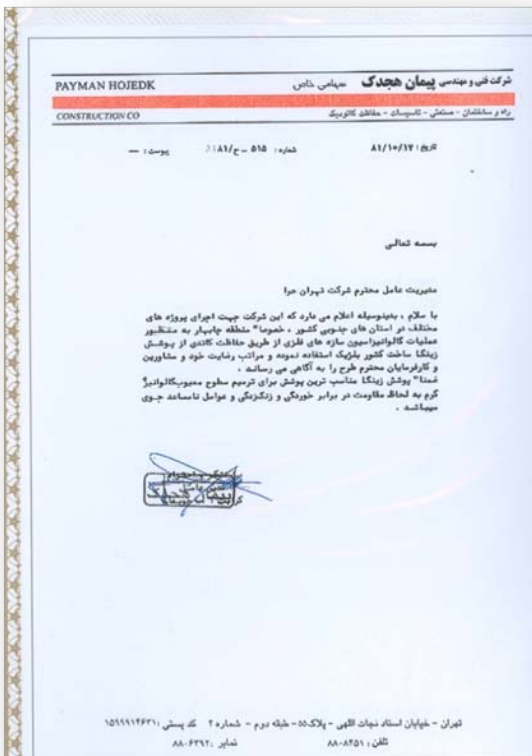 شرکت فنی و مهندسی پیمان هجدک سهامی خاص
PAYMAN HOJEDK
راه و ساختمان - صنعتی - تاسیسات - حفاظت کاتودیک
CONSTRUCTION CO
تاریخ : ۸۱/۱۰/۱۷ شماره : ۵۱۵ - ح/۸۱ پیوست : —
بسمه تعالی
مدیریت عامل محترم شرکت تهران حرا
با سلام ، بدینوسیله اعلام می دارد که این شرکت جهت اجرای پروژه های
مختلف در استان های جنوبی کشور ، خصوصا" منطقه چابهار به منظور
عملیات گالوانیزاسیون سازه های فلزی از طریق حفاظت کاتدی از پوشش
زینگا ساخت کشور بلژیک استفاده نموده و مراتب رضایت خود و مشاورین
و کارفرمایان محترم طرح را به آگاهی می رساند .
ضمنا" پوشش زینگا مناسب ترین پوشش برای ترمیم سطوح معیوب گالوانیزه
گرم به لحاظ مقاومت در برابر خوردگی و زنگزدگی و عوامل نامساعد جوی
میباشد .
پیمان هجدک
تهران - خیابان استاد نجات اللهی - پلاک ۵۵ - طبقه دوم - شماره ۲ کد پستی : ۱۵۹۹۹۱۴۶۳۱
تلفن : ۸۸۰۸۴۵۱ نمابر : ۸۸۰۶۳۹۲